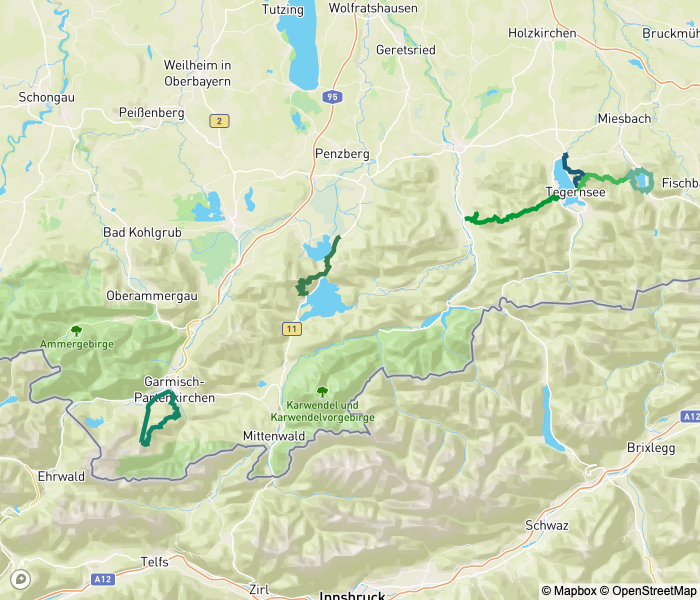 Tutzing
Wolfratshausen
Geretsried
Holzkirchen
Bruckmüh
Weilheim in
Oberbayern
Schongau
95
Peißenberg
2
Miesbach
Penzberg
Tegernsee
Fischba
Bad Kohlgrub
Oberammergau
11
Ammergebirge
Garmisch-
Partenkirchen
Karwendel und
Karwendelvorgebirge
Mittenwald
A12
Brixlegg
Ehrwald
Schwaz
Telfs
A12
Zirl
Innsbruck
© Mapbox © OpenStreetMap